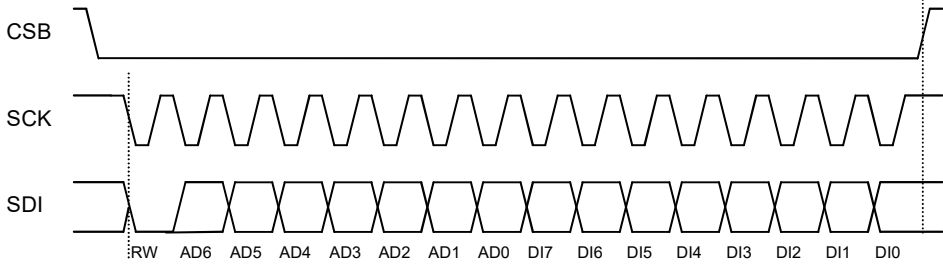 CSB
SCK
SDI
RW AD6 AD5 AD4 AD3 AD2 AD1 AD0 DI7 DI6 DI5 DI4 DI3 DI2 DI1 DI0